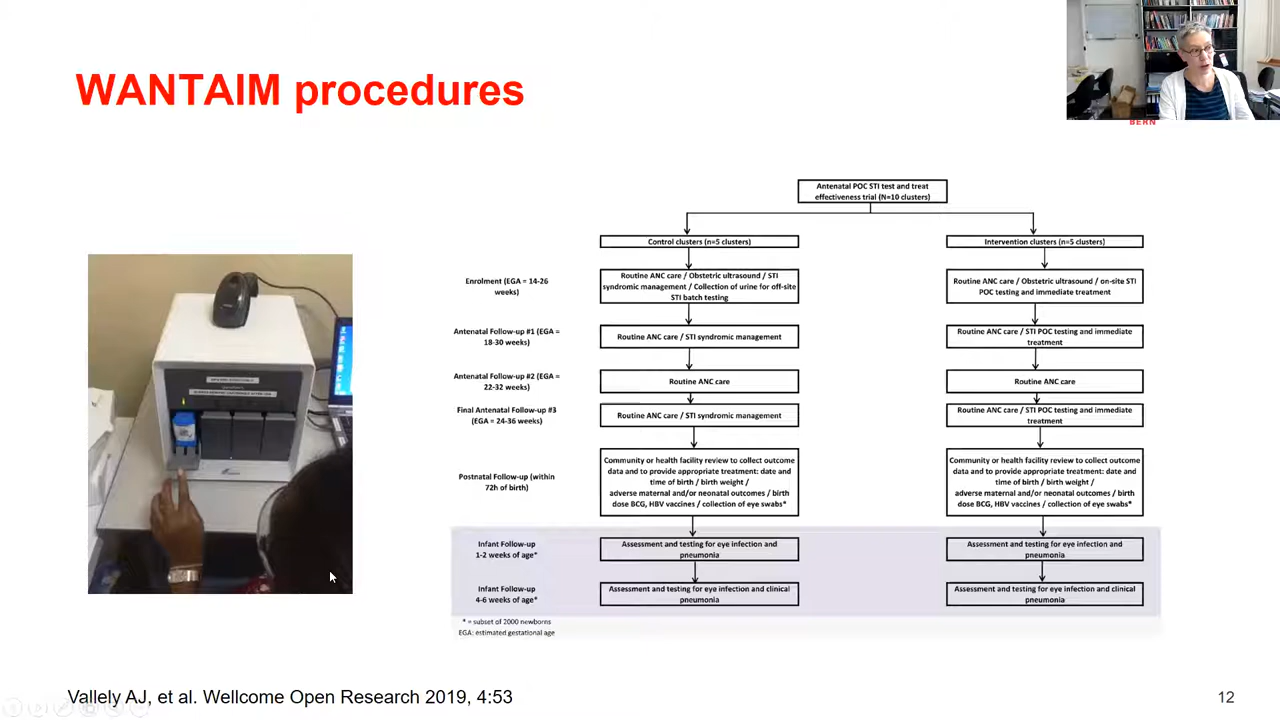 WANTAIM procedures
BERN
Antenatal POC STI test and treat
effectiveness trial (N=10 clusters)
Control clusters (n=5 clusters)
Intervention clusters (n=5 clusters)
Enrolment (EGA = 14-26
weeks)
Routine ANC care / Obstetric ultrasound / STI
syndromic management / Collection of urine for off-site
STI batch testing
Routine ANC care / Obstetric ultrasound / on-site STI
POC testing and immediate treatment
Antenatal Follow-up #1 (EGA =
18-30 weeks)
Routine ANC care / STI syndromic management
Routine ANC care / STI POC testing and immediate
treatment
Antenatal Follow-up #2 (EGA =
22-32 weeks)
Routine ANC care
Routine ANC care
Final Antenatal Follow-up #3
(EGA = 24-36 weeks)
Routine ANC care / STI syndromic management
Routine ANC care / STI POC testing and immediate
treatment
Postnatal Follow-up (within
72h of birth)
Community or health facility review to collect outcome
data and to provide appropriate treatment: date and
time of birth / birth weight /
adverse maternal and/or neonatal outcomes / birth
dose BCG, HBV vaccines / collection of eye swabs*
Community or health facility review to collect outcome
data and to provide appropriate treatment: date and
time of birth / birth weight /
adverse maternal and/or neonatal outcomes / birth
dose BCG, HBV vaccines / collection of eye swabs*
Infant Follow-up
1-2 weeks of age*
Assessment and testing for eye infection and
pneumonia
Assessment and testing for eye infection and
pneumonia
Infant Follow-up
4-6 weeks of age*
Assessment and testing for eye infection and clinical
pneumonia
Assessment and testing for eye infection and clinical
pneumonia
* = subset of 2000 newborns
EGA: estimated gestational age
Vallely AJ, et al. Wellcome Open Research 2019, 4:53
12